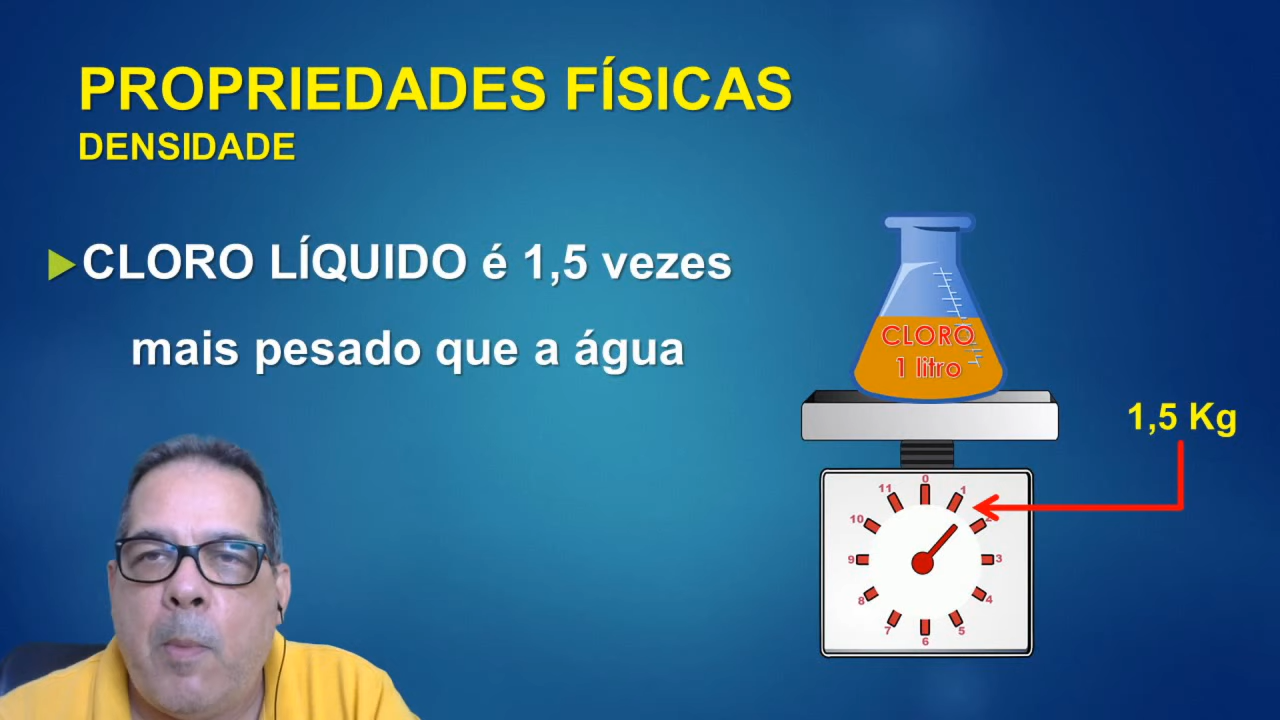 PROPRIEDADES FÍSICAS
DENSIDADE
CLORO LÍQUIDO é 1,5 vezes
mais pesado que a água
CLORO
1 litro
1,5 Kg
0
1
2
3
4
5
6
7
8
9
10
11